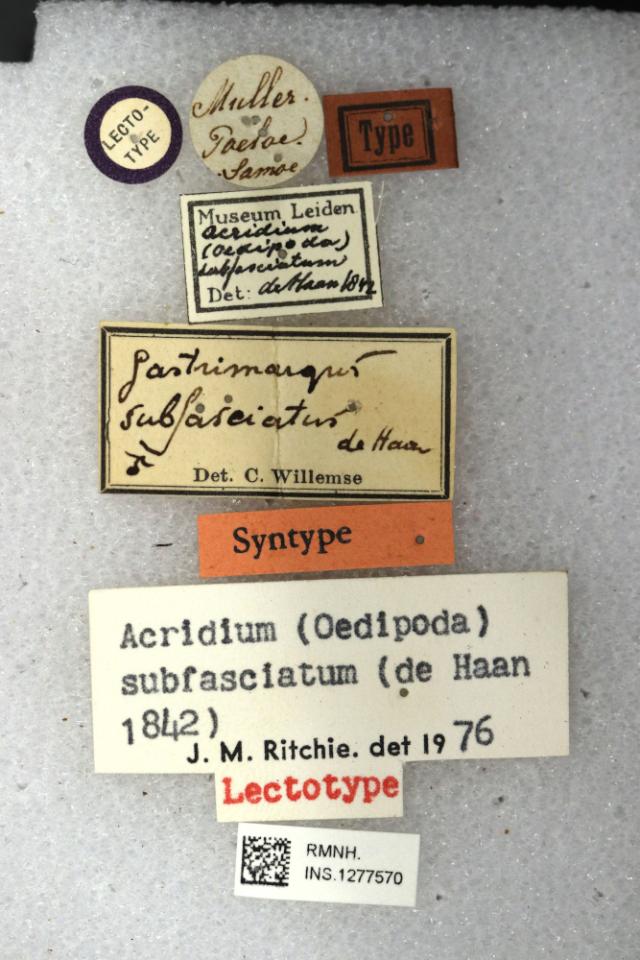 LECTO-
TYPE
Muller.
Poeloe.
Samoe
Type
Museum Leiden
Acridium
(Oedipoda)
subfasciatum
Det: de Haan 1842
Gastrimargus
subfasciatus
de Haan
♂
Det. C. Willemse
Syntype
Acridium (Oedipoda)
subfasciatum (de Haan
1842)
J. M. Ritchie. det 1976
Lectotype
RMNH.
INS.1277570